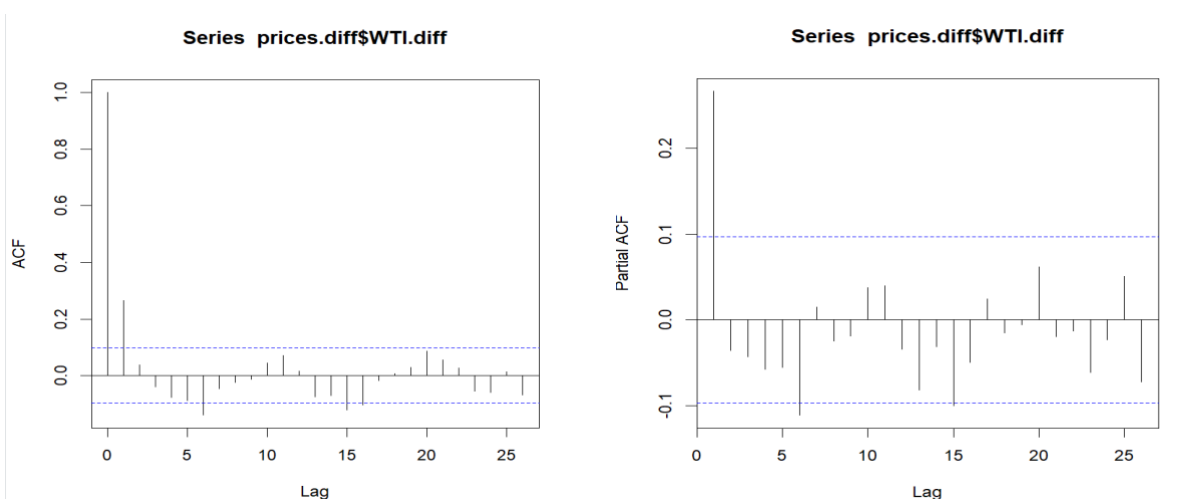 Series prices.diff$WTI.diff
ACF
1.0
0.8
0.6
0.4
0.2
0.0
0 5 10 15 20 25
Lag
Series prices.diff$WTI.diff
Partial ACF
0.2
0.1
0.0
-0.1
0 5 10 15 20 25
Lag